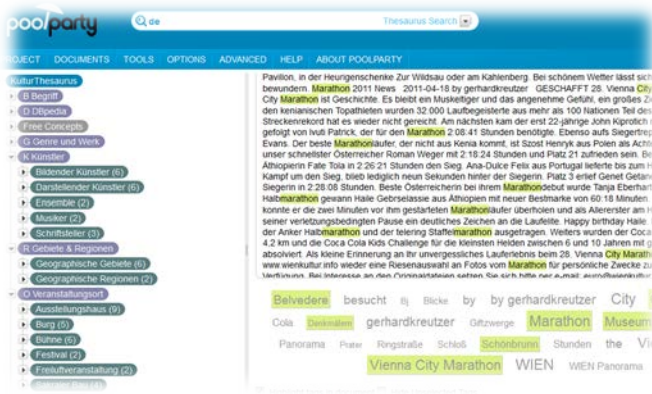 poolparty
de
Thesaurus Search
OJECT DOCUMENTS TOOLS OPTIONS ADVANCED HELP ABOUT POOLPARTY
KulturThesaurus
B Begriff
D DBpedia
Free Concepts
G Genre und Werk
K Künstler
Bildender Künstler (6)
Darstellender Künstler (6)
Ensemble (2)
Musiker (2)
Schriftsteller (3)
R Gebiete & Regionen
Geographische Gebiete (6)
Geographische Regionen (2)
O Veranstaltungsort
Ausstellungshaus (9)
Burg (5)
Bühne (6)
Festival (2)
Freiluftveranstaltung (2)
Sakraler Bau (4)
Pavillon, in der Heurigenschenke Zur Wildsau oder am Kahlenberg. Bei schönem Wetter lässt sich
bewundern. Marathon 2011 News 2011-04-18 by gerhardkreutzer GESCHAFFT 28. Vienna City
City Marathon ist Geschichte. Es bleibt ein Muskeltiger und das angenehme Gefühl, ein großes Zi
den kenianischen Topathleten wurden 32.000 Laufbegeisterte aus mehr als 100 Nationen Teil des
Streckenrekord hat es wieder nicht gereicht. Am nächsten kam der erst 22-jährige John Kiprotich m
gefolgt von Ivuti Patrick, der für den Marathon 2:08:41 Stunden benötigte. Ebenso aufs Siegertrep
Evans. Der beste Marathonläufer, der nicht aus Kenia kommt, ist Szost Henryk aus Polen als Achte
unser schnellster Österreicher Roman Weger mit 2:18:24 Stunden und Platz 21 zufrieden sein. Be
Äthiopierin Fate Tola in 2:26:21 Stunden den Sieg. Ana-Dulce Felix aus Portugal lieferte bis zum H
Kampf um den Sieg, blieb lediglich neun Sekunden hinter der Siegerin. Platz 3 erlief Genet Getane
Siegerin in 2:28:08 Stunden. Beste Österreicherin bei ihrem Marathondebut wurde Tanja Eberhart
Halbmarathon gewann Haile Gebrselassie aus Äthiopien mit neuer Bestmarke von 60:18 Minuten.
konnte er die zwei Minuten vor ihm gestarteten Marathonläufer überholen und als Allererster am H
seiner verletzungsbedingten Pause ein deutliches Zeichen an die Laufelite. Happy birthday Haile.
der Anker Halbmarathon und der telering Staffelmarathon ausgetragen. Weiters wurden der Coca
4,2 km und die Coca Cola Kids Challenge für die kleinsten Helden zwischen 6 und 10 Jahren mit g
absolviert. Als kleine Erinnerung an Ihr unvergessliches Lauferlebnis beim 28. Vienna City Marath
www.wienkultur.info wieder eine Riesenauswahl an Fotos vom Marathon für persönliche Zwecke zu
Verfügung. Bei Interesse an den Originaldateien setzen Sie sich bitte per e-mail:
Belvedere besucht Bj Blicke by by gerhardkreutzer City
Cola Denkmälern gerhardkreutzer Giftzwerge Marathon Museum
Panorama Prater Ringstraße Schloß Schönbrunn Stunden the Vi
Vienna City Marathon WIEN WIEN Panorama